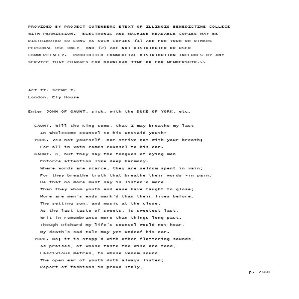 PROVIDED BY PROJECT GUTENBERG ETEXT OF ILLINOIS BENEDICTINE COLLEGE
WITH PERMISSION. ELECTRONIC AND MACHINE READABLE COPIES MAY BE
DISTRIBUTED SO LONG AS SUCH COPIES (1) ARE FOR YOUR OR OTHERS
PERSONAL USE ONLY, AND (2) ARE NOT DISTRIBUTED OR USED
COMMERCIALLY. PROHIBITED COMMERCIAL DISTRIBUTION INCLUDES BY ANY
SERVICE THAT CHARGES FOR DOWNLOAD TIME OR FOR MEMBERSHIP.
ACT II. SCENE I.
London. Ely House
Enter JOHN OF GAUNT, sick, with the DUKE OF YORK, etc.
GAUNT. Will the King come, that I may breathe my last
In wholesome counsel to his unstaid youth?
YORK. Vex not yourself, nor strive not with your breath;
For all in vain comes counsel to his ear.
GAUNT. O, but they say the tongues of dying men
Enforce attention like deep harmony.
Where words are scarce, they are seldom spent in vain;
For they breathe truth that breathe their words -in pain.
He that no more must say is listen'd more
Than they whom youth and ease have taught to glose;
More are men's ends mark'd than their lives before.
The setting sun, and music at the close,
As the last taste of sweets, is sweetest last,
Writ in remembrance more than things long past.
Though Richard my life's counsel would not hear,
My death's sad tale may yet undeaf his ear.
YORK. No; it is stopp'd with other flattering sounds,
As praises, of whose taste the wise are fond,
Lascivious metres, to whose venom sound
The open ear of youth doth always listen;
Report of fashions in proud Italy,